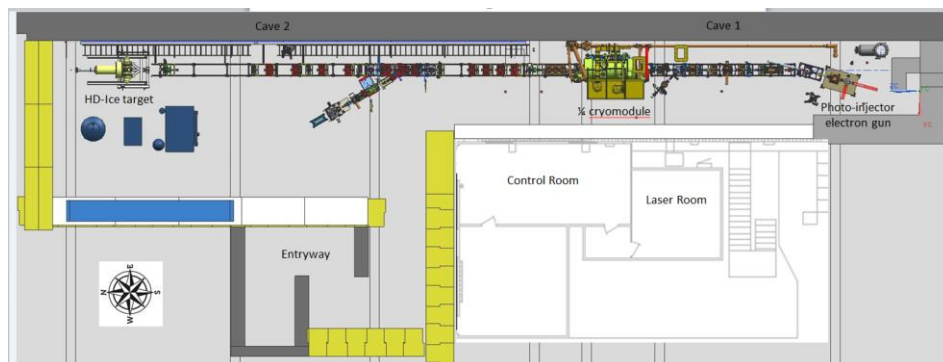 Cave 2
Cave 1
HD-Ice target
¼ cryomodule
Photo-injector
electron gun
Control Room
Laser Room
Entryway
E
N
S
W